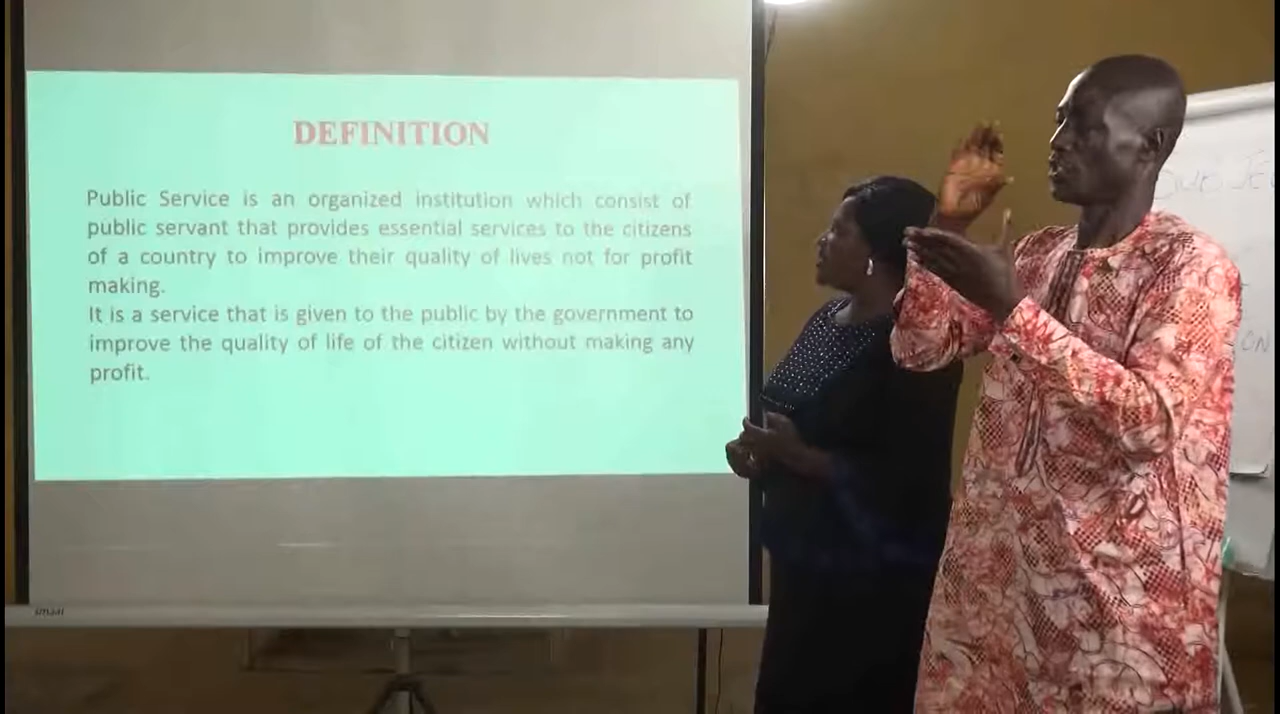 DEFINITION
Public Service is an organized institution which consist of
public servant that provides essential services to the citizens
of a country to improve their quality of lives not for profit
making.
It is a service that is given to the public by the government to
improve the quality of life of the citizen without making any
profit.